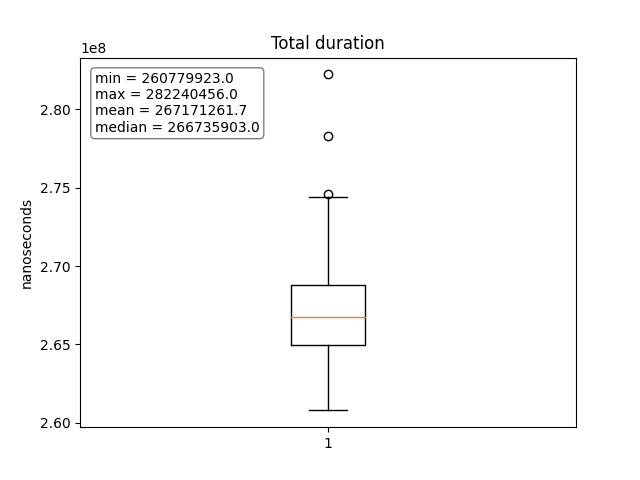 Total duration
1e8
min = 260779923.0
max = 282240456.0
mean = 267171261.7
median = 266735903.0
2.80
2.75
2.70
2.65
2.60
nanoseconds
1